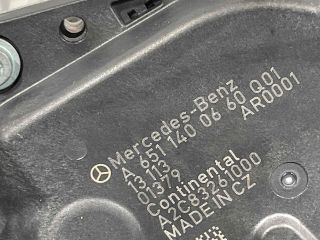 Mercedes-Benz
A 651 140 06 60 Q01
13 113 AR0001
01379
Continental
A2C83261000
MADE IN CZ